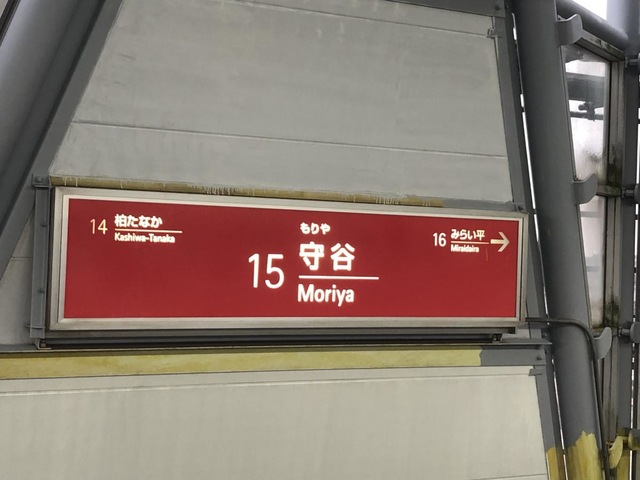 14 柏たなか
Kashiwa-Tanaka
もりや
15 守谷
Moriya
16 みらい平
Miraidaira